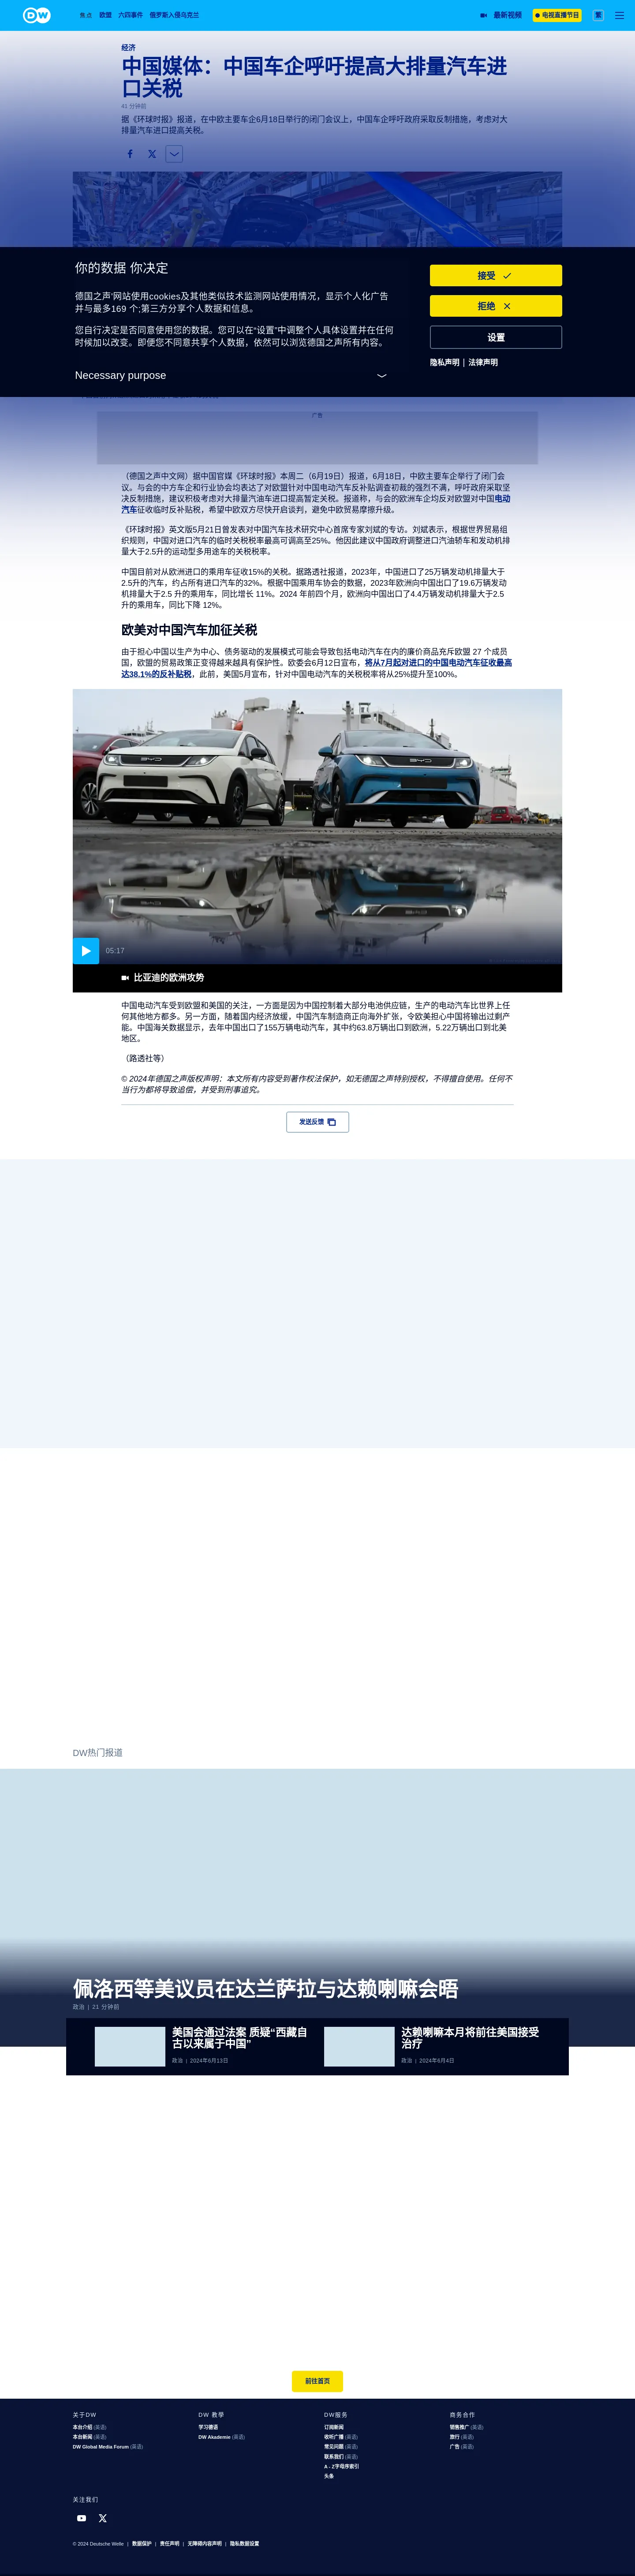 DW
焦点 欧盟 六四事件 俄罗斯入侵乌克兰
最新视频 电视直播节目 繁
经济
中国媒体：中国车企呼吁提高大排量汽车进
口关税
41 分钟前
据《环球时报》报道，在中欧主要车企6月18日举行的闭门会议上，中国车企呼吁政府采取反制措施，考虑对大
排量汽车进口提高关税。
你的数据 你决定
德国之声'网站使用cookies及其他类似技术监测网站使用情况，显示个人化广告
并与最多169 个;第三方分享个人数据和信息。
您自行决定是否同意使用您的数据。您可以在“设置”中调整个人具体设置并在任何
时候加以改变。即便您不同意共享个人数据，依然可以浏览德国之声所有内容。
Necessary purpose
接受
拒绝
设置
隐私声明 | 法律声明
广告
（德国之声中文网）据中国官媒《环球时报》本周二（6月19日）报道，6月18日，中欧主要车企举行了闭门会
议。与会的中方车企和行业协会均表达了对欧盟针对中国电动汽车反补贴调查初裁的强烈不满，呼吁政府采取坚
决反制措施，建议积极考虑对大排量汽油车进口提高暂定关税。报道称，与会的欧洲车企均反对欧盟对中国电动
汽车征收临时反补贴税，希望中欧双方尽快开启谈判，避免中欧贸易摩擦升级。
《环球时报》英文版5月21日曾发表对中国汽车技术研究中心首席专家刘斌的专访。刘斌表示，根据世界贸易组
织规则，中国对进口汽车的临时关税税率最高可调高至25%。他因此建议中国政府调整进口汽油轿车和发动机排
量大于2.5升的运动型多用途车的关税税率。
中国目前对从欧洲进口的乘用车征收15%的关税。据路透社报道，2023年，中国进口了25万辆发动机排量大于
2.5升的汽车，约占所有进口汽车的32%。根据中国乘用车协会的数据，2023年欧洲向中国出口了19.6万辆发动
机排量大于2.5 升的乘用车，同比增长 11%。2024 年前四个月，欧洲向中国出口了4.4万辆发动机排量大于2.5
升的乘用车，同比下降 12%。
欧美对中国汽车加征关税
由于担心中国以生产为中心、债务驱动的发展模式可能会导致包括电动汽车在内的廉价商品充斥欧盟 27 个成员
国，欧盟的贸易政策正变得越来越具有保护性。欧委会6月12日宣布，将从7月起对进口的中国电动汽车征收最高
达38.1%的反补贴税，此前，美国5月宣布，针对中国电动汽车的关税税率将从25%提升至100%。
05:17
比亚迪的欧洲攻势
中国电动汽车受到欧盟和美国的关注，一方面是因为中国控制着大部分电池供应链，生产的电动汽车比世界上任
何其他地方都多。另一方面，随着国内经济放缓，中国汽车制造商正向海外扩张，令欧美担心中国将输出过剩产
能。中国海关数据显示，去年中国出口了155万辆电动汽车，其中约63.8万辆出口到欧洲，5.22万辆出口到北美
地区。
（路透社等）
© 2024年德国之声版权声明：本文所有内容受到著作权法保护，如无德国之声特别授权，不得擅自使用。任何不
当行为都将导致追偿，并受到刑事追究。
发送反馈
DW热门报道
佩洛西等美议员在达兰萨拉与达赖喇嘛会晤
政治 | 21 分钟前
美国会通过法案 质疑“西藏自
古以来属于中国”
政治 | 2024年6月13日
达赖喇嘛本月将前往美国接受
治疗
政治 | 2024年6月4日
前往首页
关于DW
本台介绍 (英语)
本台新闻 (英语)
DW Global Media Forum (英语)
DW 教學
学习德语
DW Akademie (英语)
DW服务
订阅新闻
收听广播 (英语)
常见问题 (英语)
联系我们 (英语)
A - Z字母序索引
头条
商务合作
销售推广 (英语)
旅行 (英语)
广告 (英语)
关注我们
© 2024 Deutsche Welle | 数据保护 | 责任声明 | 无障碍内容声明 | 隐私数据设置